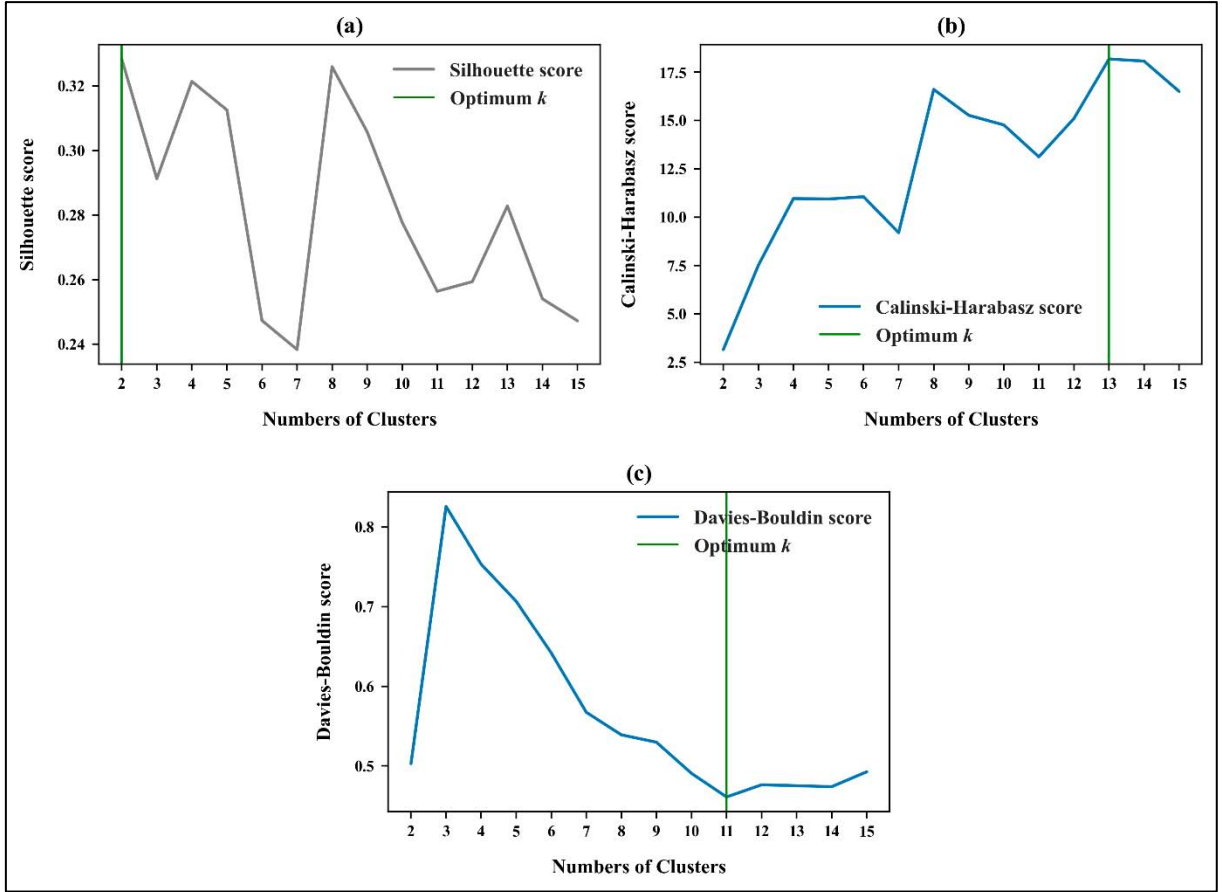 (a)
Silhouette score
Optimum k
0.32
0.30
0.28
0.26
0.24
Silhouette score
2 3 4 5 6 7 8 9 10 11 12 13 14 15
Numbers of Clusters
(b)
17.5
15.0
12.5
10.0
7.5
5.0
2.5
Calinski-Harabasz score
Calinski-Harabasz score
Optimum k
2 3 4 5 6 7 8 9 10 11 12 13 14 15
Numbers of Clusters
(c)
Davies-Bouldin score
Optimum k
0.8
0.7
0.6
0.5
Davies-Bouldin score
2 3 4 5 6 7 8 9 10 11 12 13 14 15
Numbers of Clusters